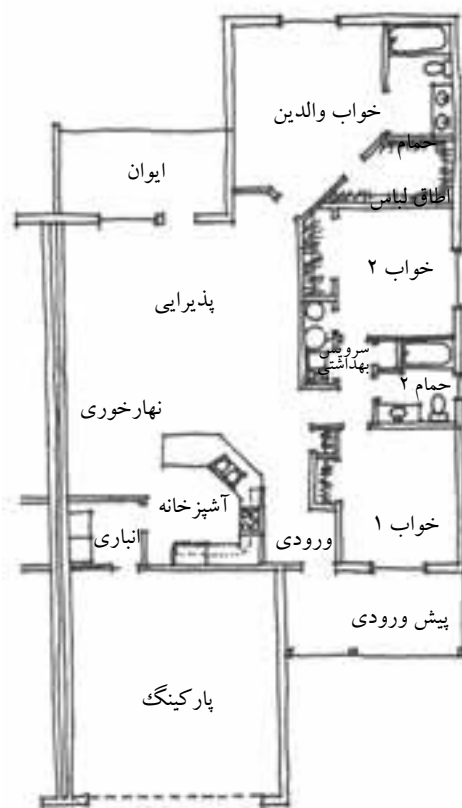 خواب والدین
حمام
ایوان
اطاق لباس
خواب ۲
پذیرایی
سرویس
بهداشتی
حمام ۲
نهارخوری
آشپزخانه
خواب ۱
انباری
ورودی
پیش ورودی
پارکینگ